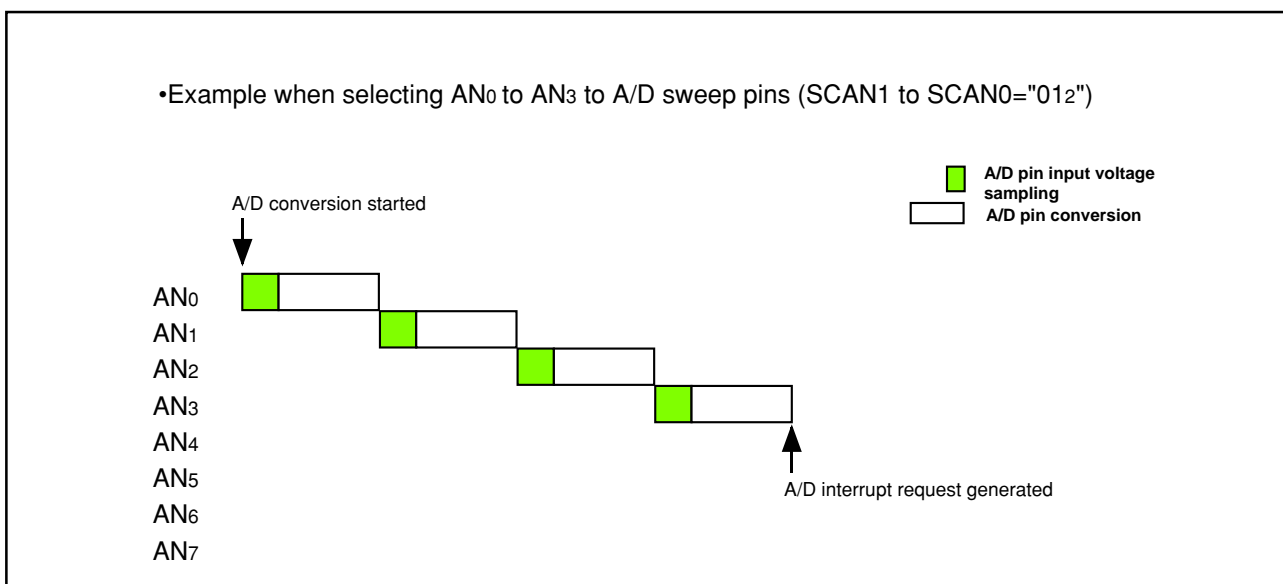 •Example when selecting AN0 to AN3 to A/D sweep pins (SCAN1 to SCAN0="012")
A/D pin input voltage
sampling
A/D pin conversion
A/D conversion started
AN0
AN1
AN2
AN3
AN4
AN5
AN6
AN7
A/D interrupt request generated